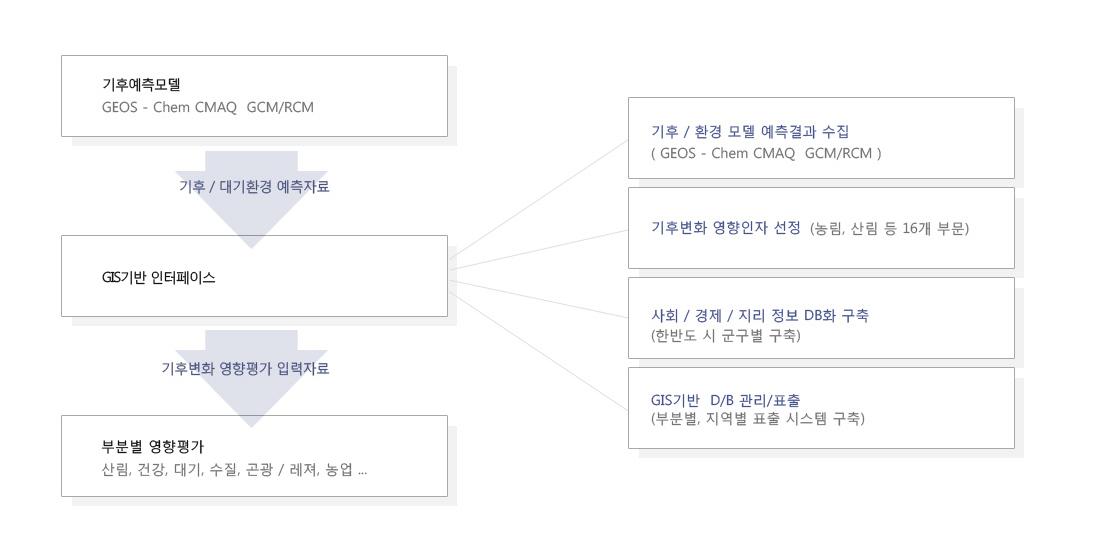 기후예측모델
GEOS - Chem CMAQ GCM/RCM
기후 / 대기환경 예측자료
GIS기반 인터페이스
기후변화 영향평가 입력자료
부분별 영향평가
산림, 건강, 대기, 수질, 곤광 / 레져, 농업 ...
기후 / 환경 모델 예측결과 수집
( GEOS - Chem CMAQ GCM/RCM )
기후변화 영향인자 선정 (농림, 산림 등 16개 부문)
사회 / 경제 / 지리 정보 DB화 구축
(한반도 시 군구별 구축)
GIS기반 D/B 관리/표출
(부분별, 지역별 표출 시스템 구축)